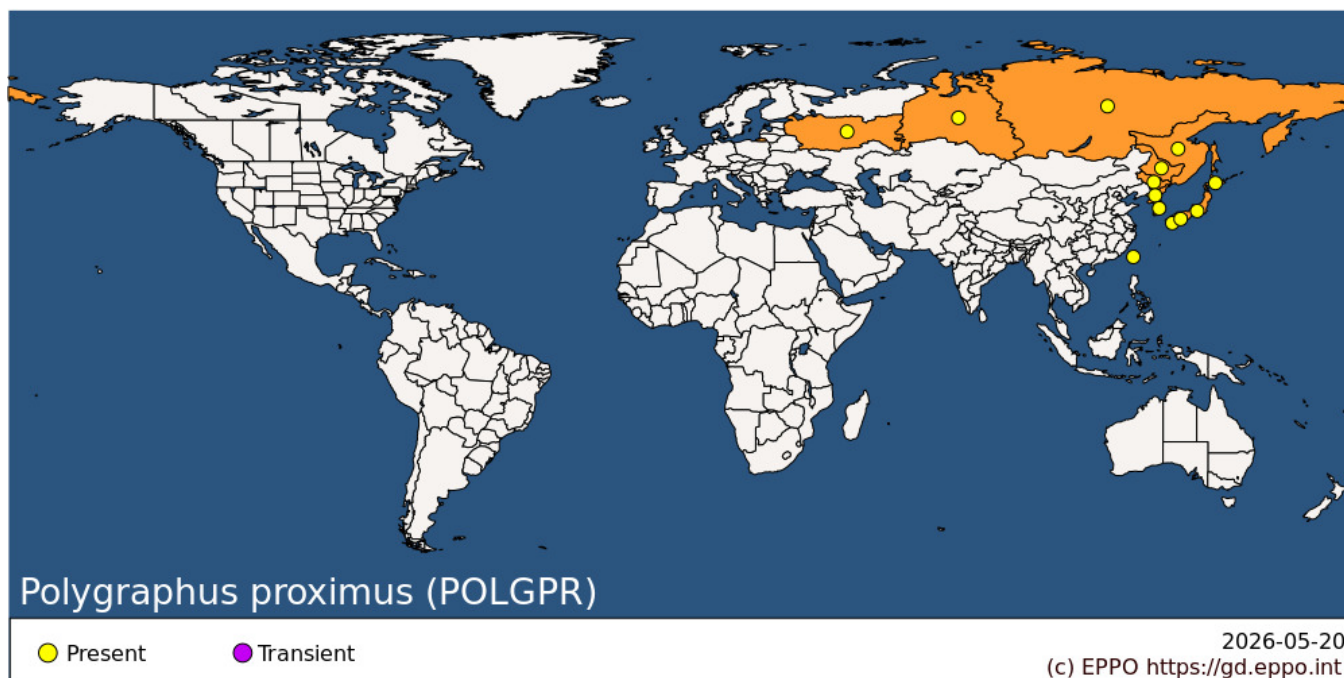 Polygraphus proximus (POLGPR)
Present
Transient
2026-05-20
(c) EPPO https://gd.eppo.int